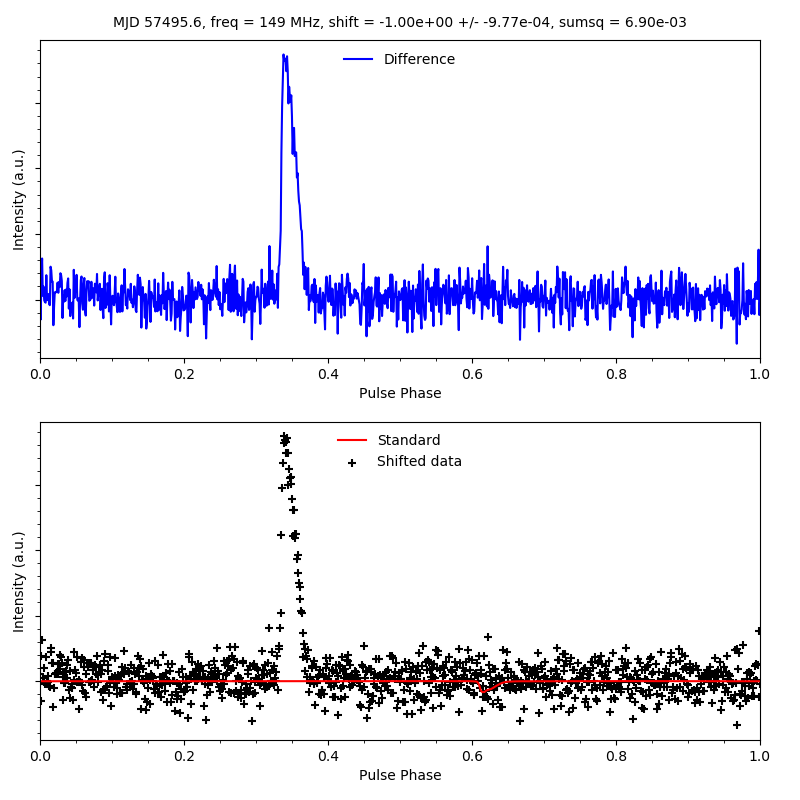 MJD 57495.6, freq = 149 MHz, shift = -1.00e+00 +/- -9.77e-04, sumsq = 6.90e-03
Difference
Intensity (a.u.)
0.0 0.2 0.4 0.6 0.8 1.0
Pulse Phase
Standard
Shifted data
Intensity (a.u.)
0.0 0.2 0.4 0.6 0.8 1.0
Pulse Phase